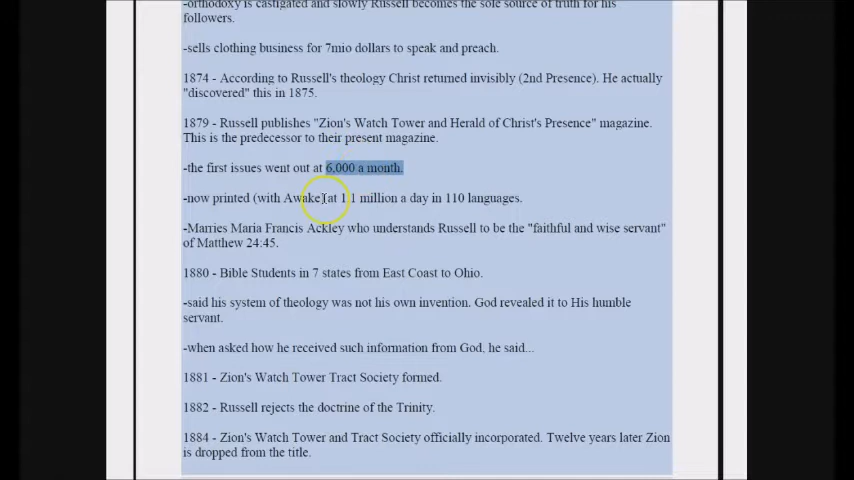 -orthodoxy is castigated and slowly Russell becomes the sole source of truth for his
followers.
-sells clothing business for 7mio dollars to speak and preach.
1874 - According to Russell's theology Christ returned invisibly (2nd Presence). He actually
"discovered" this in 1875.
1879 - Russell publishes "Zion's Watch Tower and Herald of Christ's Presence" magazine.
This is the predecessor to their present magazine.
-the first issues went out at 6,000 a month.
-now printed (with Awake) at 1.1 million a day in 110 languages.
-Marries Maria Francis Ackley who understands Russell to be the "faithful and wise servant"
of Matthew 24:45.
1880 - Bible Students in 7 states from East Coast to Ohio.
-said his system of theology was not his own invention. God revealed it to His humble
servant.
-when asked how he received such information from God, he said...
1881 - Zion's Watch Tower Tract Society formed.
1882 - Russell rejects the doctrine of the Trinity.
1884 - Zion's Watch Tower and Tract Society officially incorporated. Twelve years later Zion
is dropped from the title.